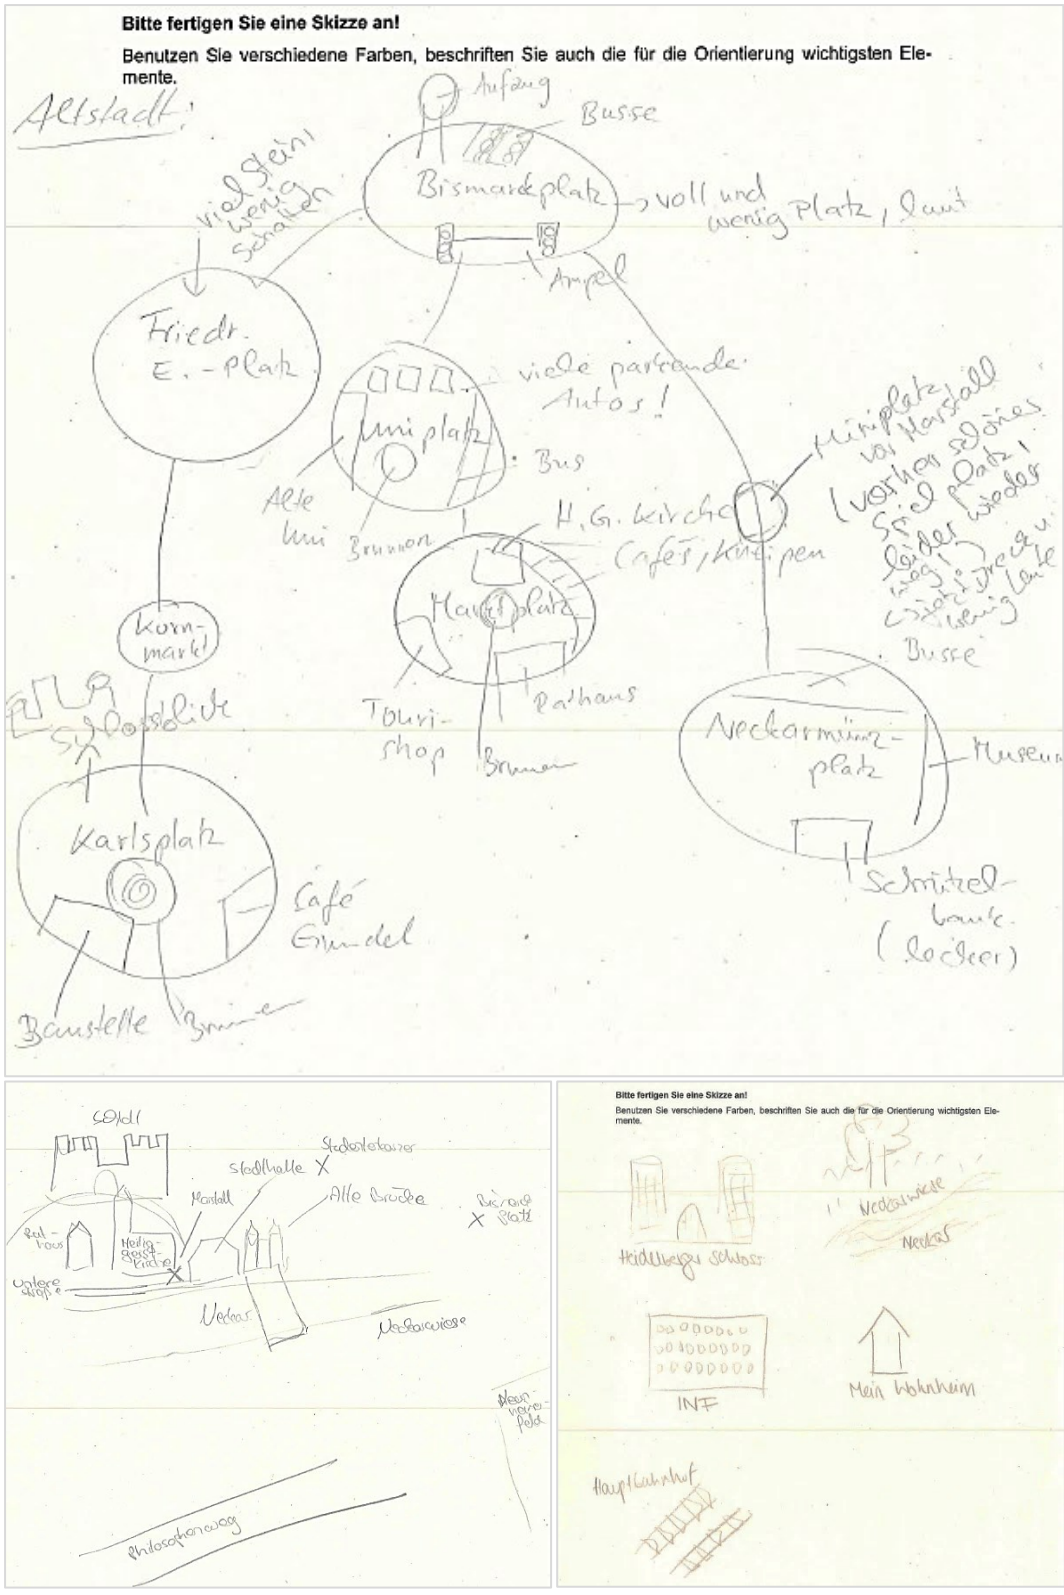 Bitte fertigen Sie eine Skizze an!
Benutzen Sie verschiedene Farben, beschriften Sie auch die für die Orientierung wichtigsten Ele-
mente.
Altstadt:
Anfang
Busse
viel Stein,
wenig
Schatten
Bismarckplatz
voll und
wenig Platz, laut
Ampel
Friedr.
E.-Platz
viele parkende
Autos!
Uniplatz
Bus
Alte
Uni
Brunnen
Miniplatz
vor Marstall
(vorher schöner
Spielplatz,
leider wieder
weg!)
H.G. Kirche
Cafés/Kneipen
Marktplatz
Korn-
markt
Touri-
shop
Rathaus
Brunnen
Schlossblick
Busse
Neckarmünz-
platz
Museum
Karlsplatz
Café
Gundel
Schnitzel-
bank.
(lecker)
Baustelle
Brunnen
Schloß
Stadthalle
Marstall
Alte Brücke
Bismarck
Platz
Rat-
haus
Heilig-
geist-
kirche
Untere
Straße
Neckar
Neckarwiese
Neuen-
heimer
Feld
Philosophenweg
Bitte fertigen Sie eine Skizze an!
Benutzen Sie verschiedene Farben, beschriften Sie auch die für die Orientierung wichtigsten Ele-
mente.
Neckarwiese
Neckar
Heidelberger Schloss
INF
Mein Wohnheim
Hauptbahnhof